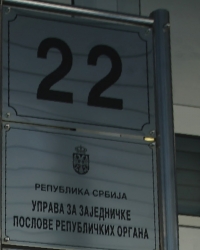 22
РЕПУБЛИКА СРБИЈА
УПРАВА ЗА ЗАЈЕДНИЧКЕ
ПОСЛОВЕ РЕПУБЛИЧКИХ ОРГАНА